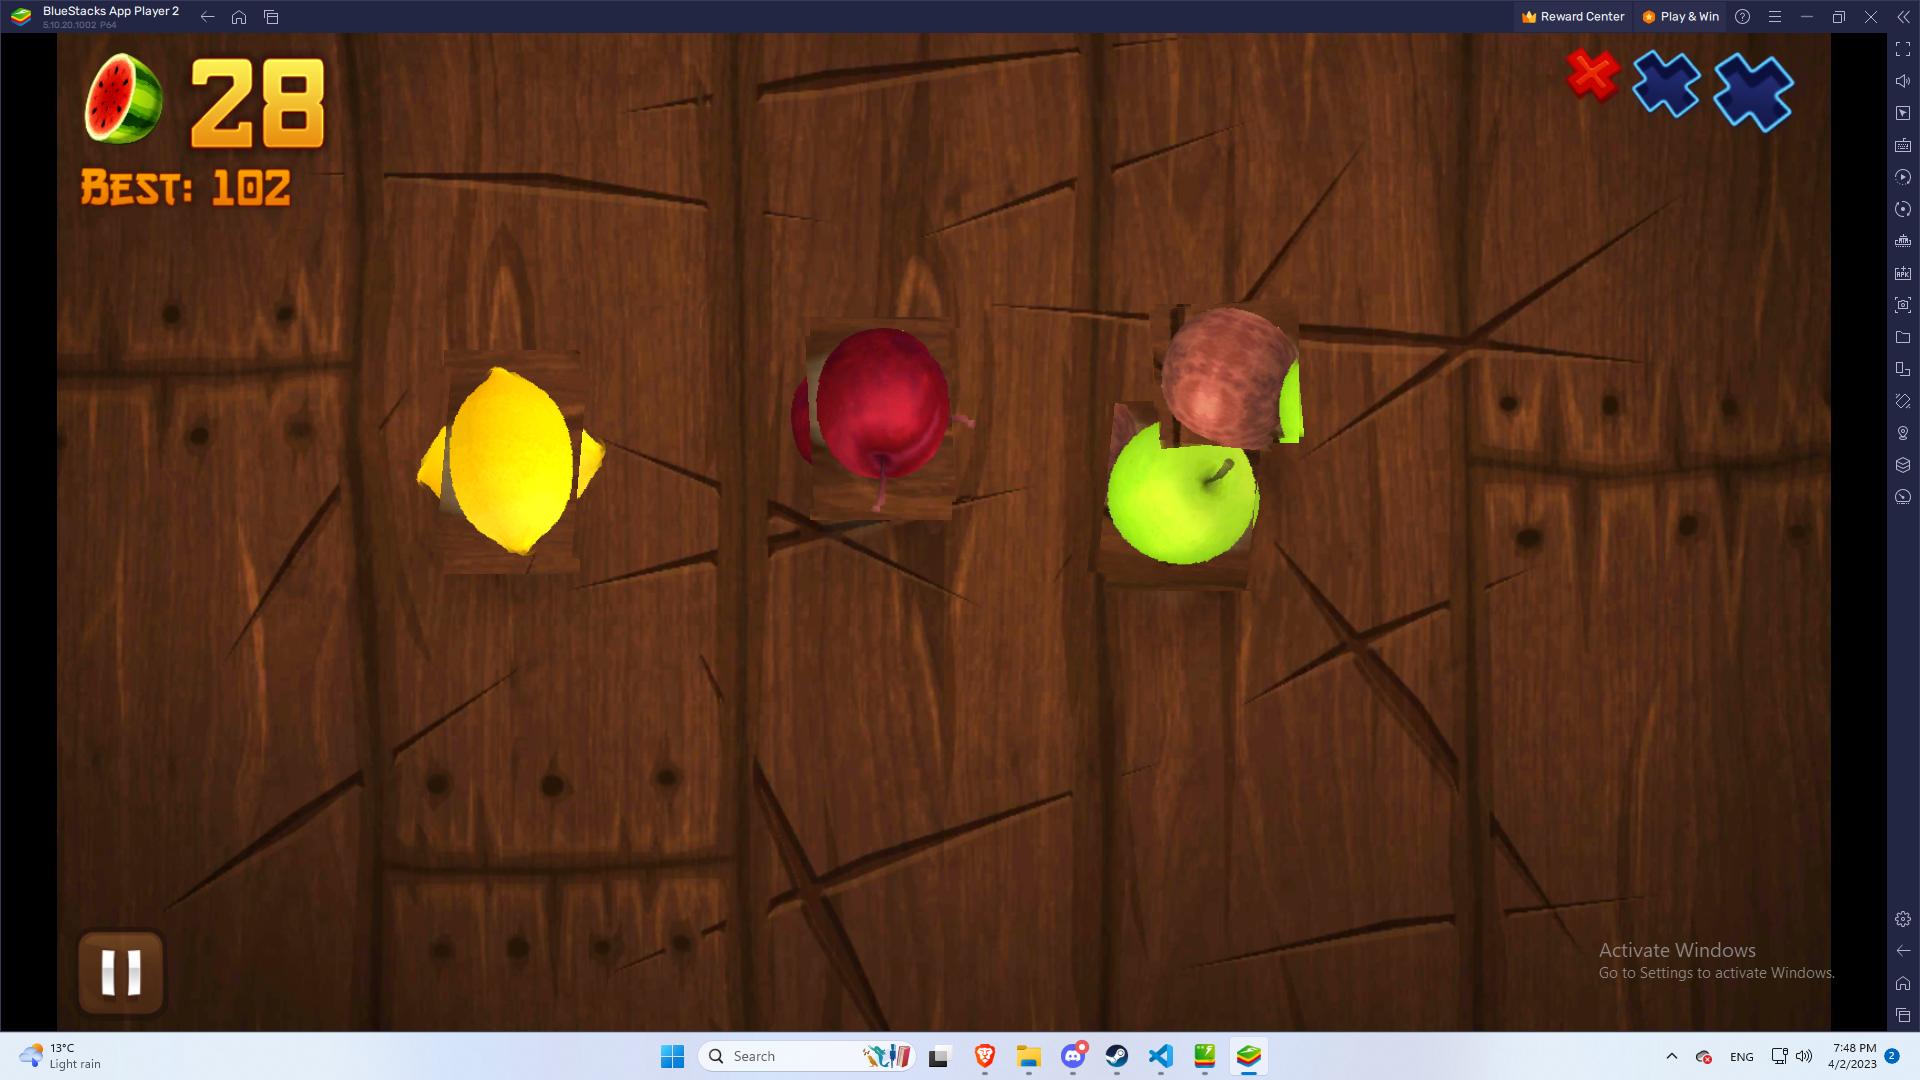 BlueStacks App Player 2
5.10.20.1002 P64
Reward Center
Play & Win
28
BEST: 102
Activate Windows
Go to Settings to activate Windows.
13°C
Light rain
Search
ENG
7:48 PM
4/2/2023
2